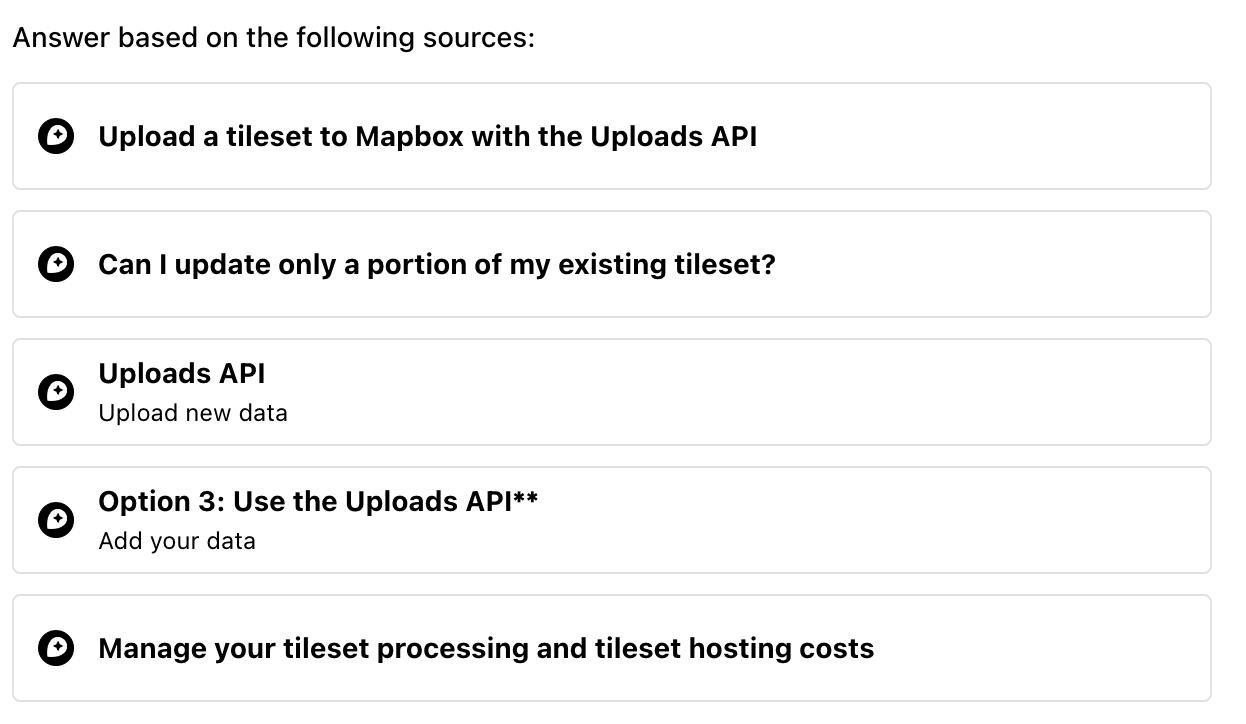 Answer based on the following sources:
Upload a tileset to Mapbox with the Uploads API
Can I update only a portion of my existing tileset?
Uploads API
Upload new data
Option 3: Use the Uploads API**
Add your data
Manage your tileset processing and tileset hosting costs